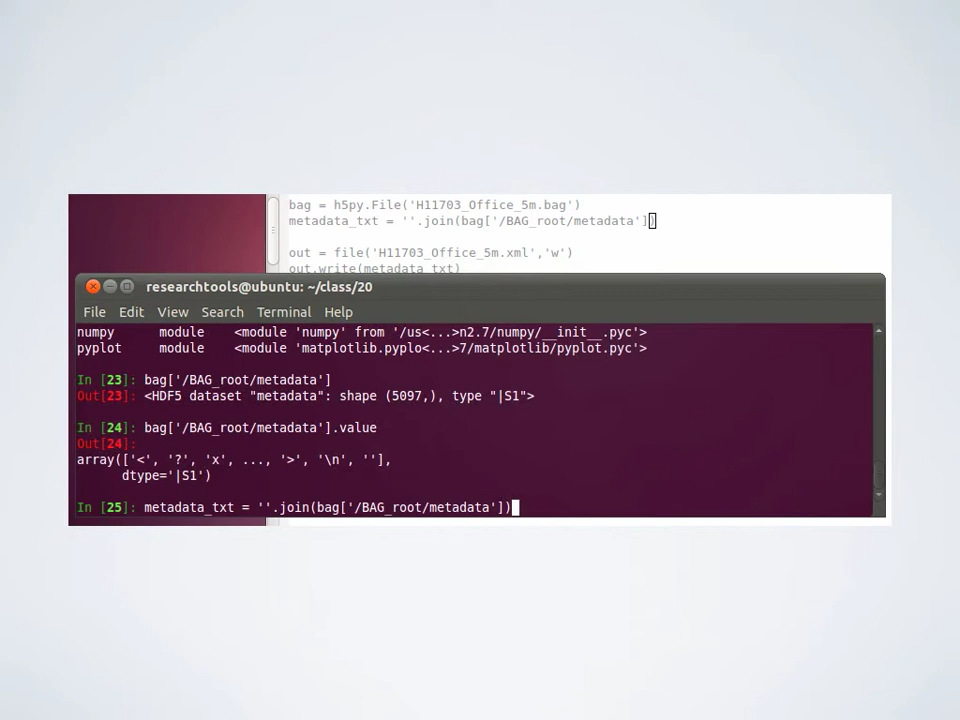 bag = h5py.File('H11703_Office_5m.bag')
metadata_txt = ''.join(bag['/BAG_root/metadata'])
out = file('H11703_Office_5m.xml','w')
out.write(metadata_txt)
researchtools@ubuntu: ~/class/20
File Edit View Search Terminal Help
numpy module <module 'numpy' from '/us<...>n2.7/numpy/__init__.pyc'>
pyplot module <module 'matplotlib.pyplo<...>7/matplotlib/pyplot.pyc'>
In [23]: bag['/BAG_root/metadata']
Out[23]: <HDF5 dataset "metadata": shape (5097,), type "|S1">
In [24]: bag['/BAG_root/metadata'].value
Out[24]:
array(['<', '?', 'x', ..., '>', '\n', ''],
dtype='|S1')
In [25]: metadata_txt = ''.join(bag['/BAG_root/metadata'])